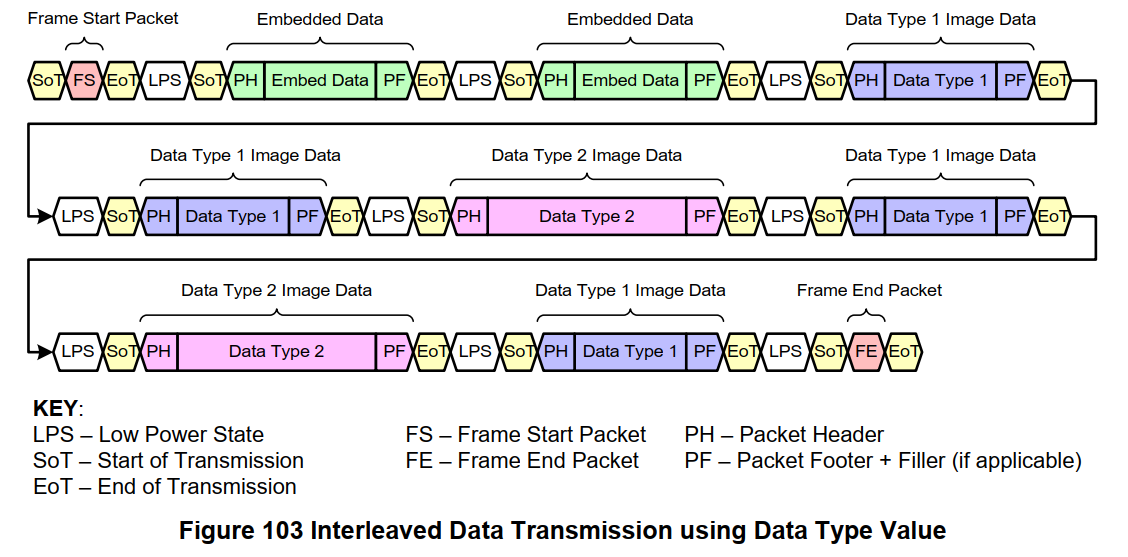 Frame Start Packet Embedded Data Embedded Data Data Type 1 Image Data
SoT FS EoT LPS SoT PH Embed Data PF EoT LPS SoT PH Embed Data PF EoT LPS SoT PH Data Type 1 PF EoT
Data Type 1 Image Data Data Type 2 Image Data Data Type 1 Image Data
LPS SoT PH Data Type 1 PF EoT LPS SoT PH Data Type 2 PF EoT LPS SoT PH Data Type 1 PF EoT
Data Type 2 Image Data Data Type 1 Image Data Frame End Packet
LPS SoT PH Data Type 2 PF EoT LPS SoT PH Data Type 1 PF EoT LPS SoT FE EoT
KEY:
LPS – Low Power State FS – Frame Start Packet PH – Packet Header
SoT – Start of Transmission FE – Frame End Packet PF – Packet Footer + Filler (if applicable)
EoT – End of Transmission
Figure 103 Interleaved Data Transmission using Data Type Value